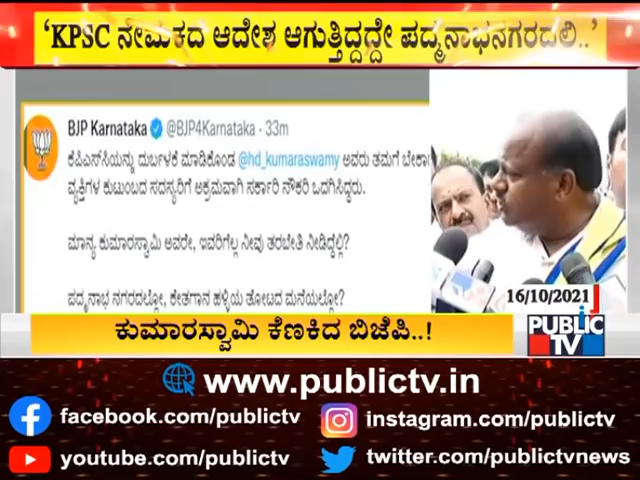 ‘KPSC ನೇಮಕದ ಆದೇಶ ಆಗುತ್ತಿದ್ದದ್ದೇ ಪದ್ಮನಾಭನಗರದಲಿ..’
BJP Karnataka @BJP4Karnataka · 33m
ಕೆಪಿಎಸ್‌ಸಿಯನ್ನು ದುರ್ಬಳಕೆ ಮಾಡಿಕೊಂಡ @hd_kumaraswamy ಅವರು ತಮಗೆ ಬೇಕಾ
ವ್ಯಕ್ತಿಗಳ ಕುಟುಂಬದ ಸದಸ್ಯರಿಗೆ ಅಕ್ರಮವಾಗಿ ಸರ್ಕಾರಿ ನೌಕರಿ ಒದಗಿಸಿದ್ದರು.
ಮಾನ್ಯ ಕುಮಾರಸ್ವಾಮಿ ಅವರೇ, ಇವರಿಗೆಲ್ಲ ನೀವು ತರಬೇತಿ ನೀಡಿದ್ದೆಲ್ಲಿ?
ಪದ್ಮನಾಭ ನಗರದಲ್ಲೋ, ಕೇತಗಾನ ಹಳ್ಳಿಯ ತೋಟದ ಮನೆಯಲ್ಲೋ?
PUBLIC TV
16/10/2021
PUBLIC
TV
ಕುಮಾರಸ್ವಾಮಿ ಕೆಣಕಿದ ಬಿಜೆಪಿ..!
www.publictv.in
facebook.com/publictv
instagram.com/publictv
youtube.com/publictv
twitter.com/publictvnews